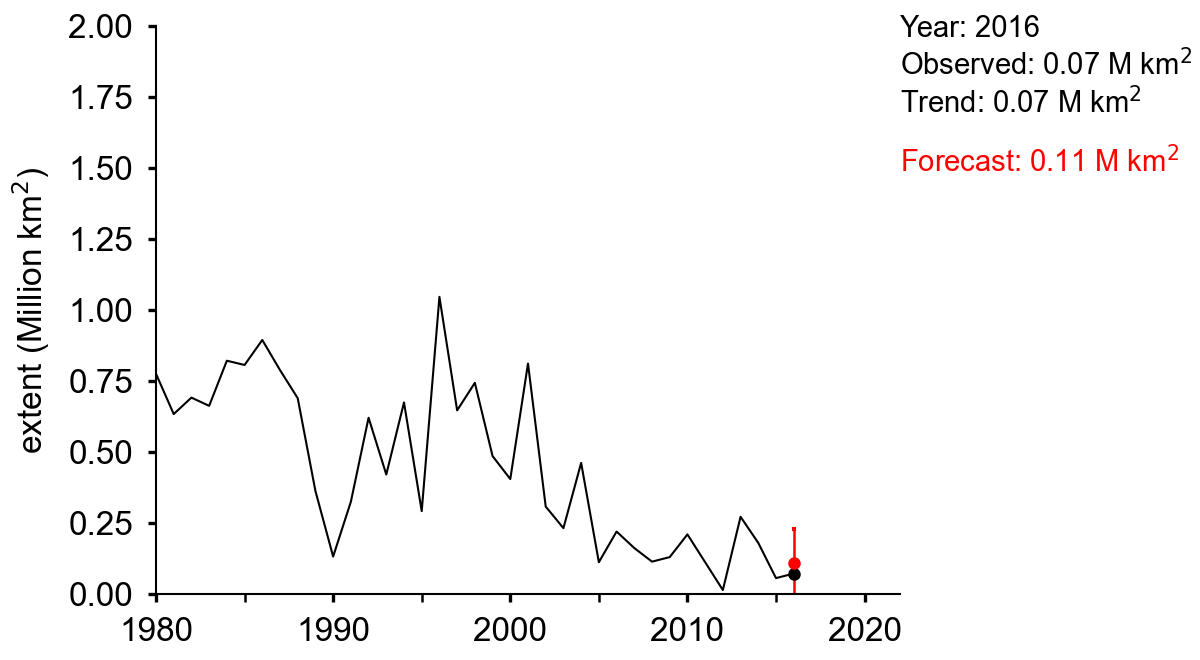 Year: 2016
Observed: 0.07 M km²
Trend: 0.07 M km²
Forecast: 0.11 M km²
extent (Million km²)
2.00
1.75
1.50
1.25
1.00
0.75
0.50
0.25
0.00
1980 1990 2000 2010 2020